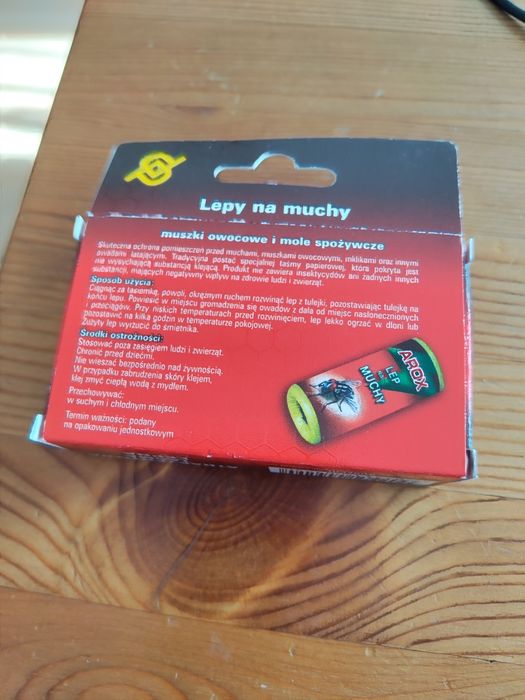 Lepy na muchy
muszki owocowe i mole spożywcze
Skuteczna ochrona pomieszczeń przed muchami, muszkami owocowymi, mklikami oraz innymi
owadami latającymi. Tradycyjna postać specjalnej taśmy papierowej, która pokryta jest
nie wysychającą substancją klejącą. Produkt nie zawiera insektycydów ani żadnych innych
substancji, mających negatywny wpływ na zdrowie ludzi i zwierząt.
Sposób użycia:
Ciągnąc za tasiemkę, powoli, okrężnym ruchem rozwinąć lep z tulejki, pozostawiając tulejkę na
końcu lepu. Powiesić w miejscu gromadzenia się owadów z dala od miejsc nasłonecznionych
i przeciągów. Przy niskich temperaturach przed rozwinięciem, lep lekko ogrzać w dłoni lub
pozostawić na kilka godzin w temperaturze pokojowej.
Zużyty lep wyrzucić do śmietnika.
Środki ostrożności:
Stosować poza zasięgiem ludzi i zwierząt.
Chronić przed dziećmi.
Nie wieszać bezpośrednio nad żywnością.
W przypadku zabrudzenia skóry klejem,
klej zmyć ciepłą wodą z mydłem.
Przechowywać:
w suchym i chłodnym miejscu.
Termin ważności: podany
na opakowaniu jednostkowym
AROX
LEP
na
MUCHY